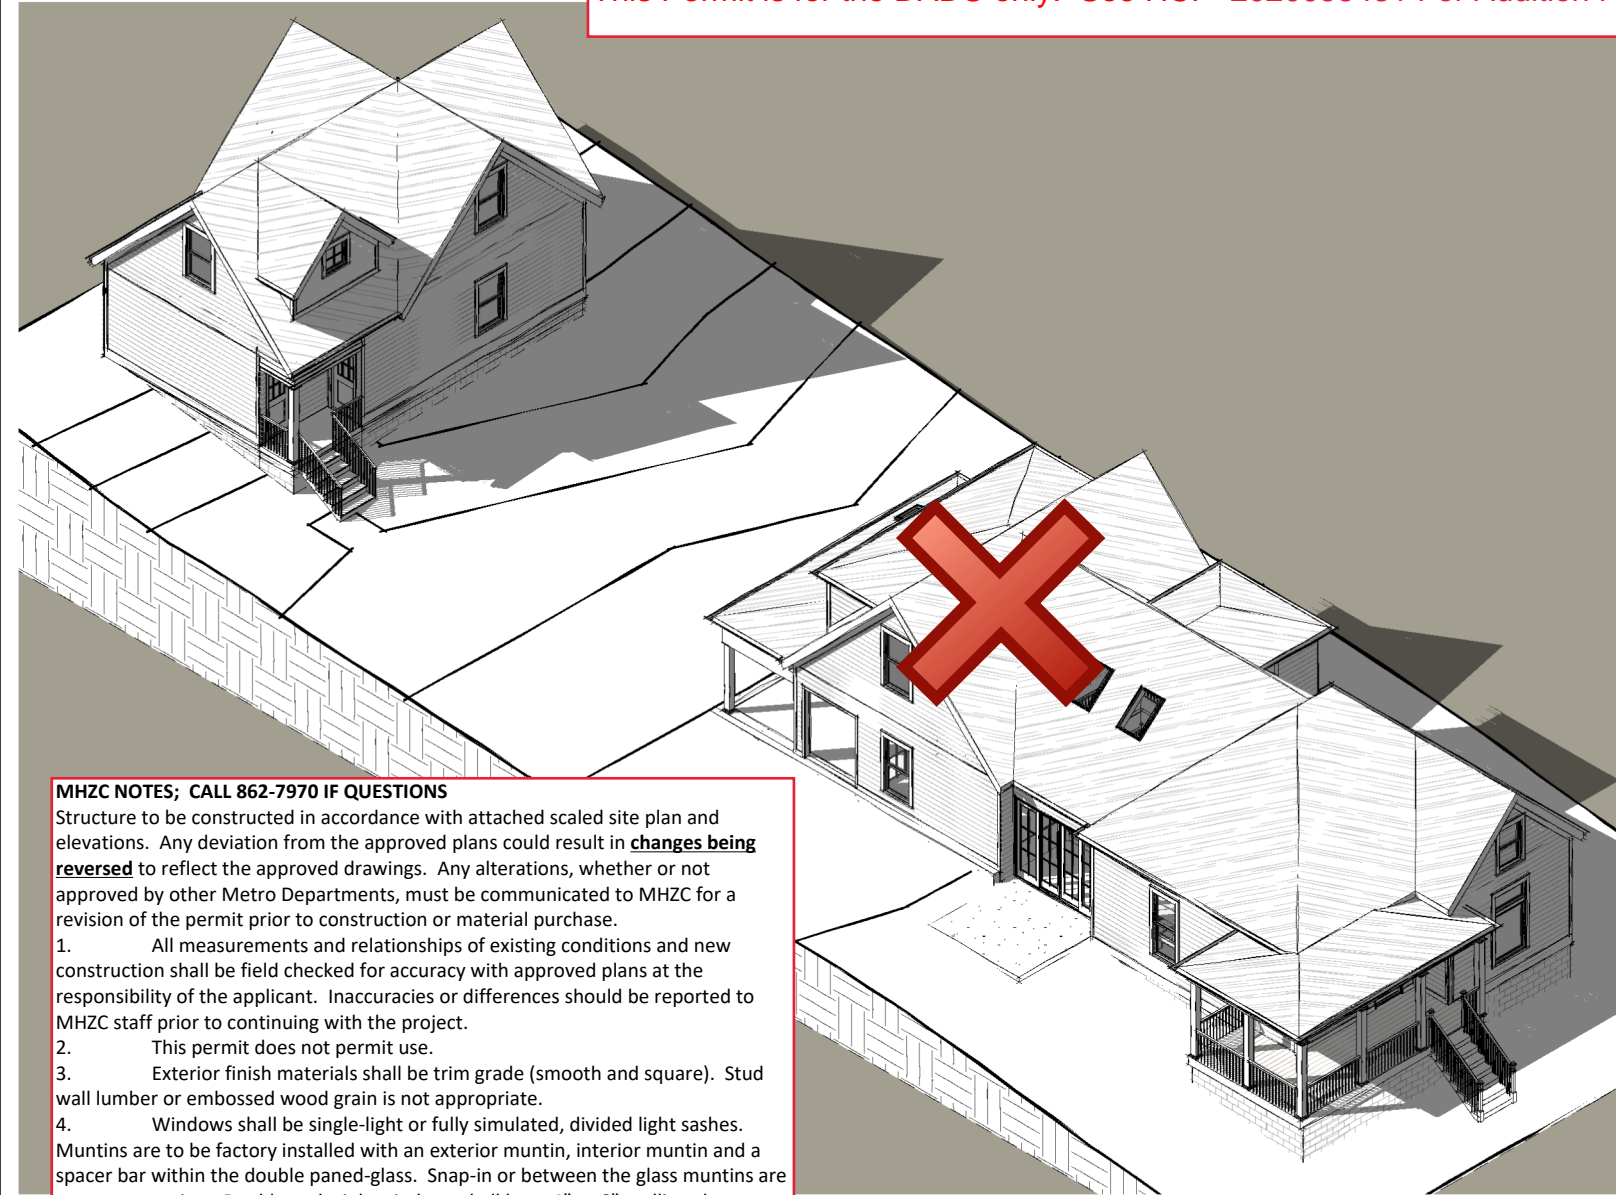 MHZC NOTES; CALL 862-7970 IF QUESTIONS
Structure to be constructed in accordance with attached scaled site plan and
elevations. Any deviation from the approved plans could result in changes being
reversed to reflect the approved drawings. Any alterations, whether or not
approved by other Metro Departments, must be communicated to MHZC for a
revision of the permit prior to construction or material purchase.
1. All measurements and relationships of existing conditions and new
construction shall be field checked for accuracy with approved plans at the
responsibility of the applicant. Inaccuracies or differences should be reported to
MHZC staff prior to continuing with the project.
2. This permit does not permit use.
3. Exterior finish materials shall be trim grade (smooth and square). Stud
wall lumber or embossed wood grain is not appropriate.
4. Windows shall be single-light or fully simulated, divided light sashes.
Muntins are to be factory installed with an exterior muntin, interior muntin and a
spacer bar within the double paned-glass. Snap-in or between the glass muntins are